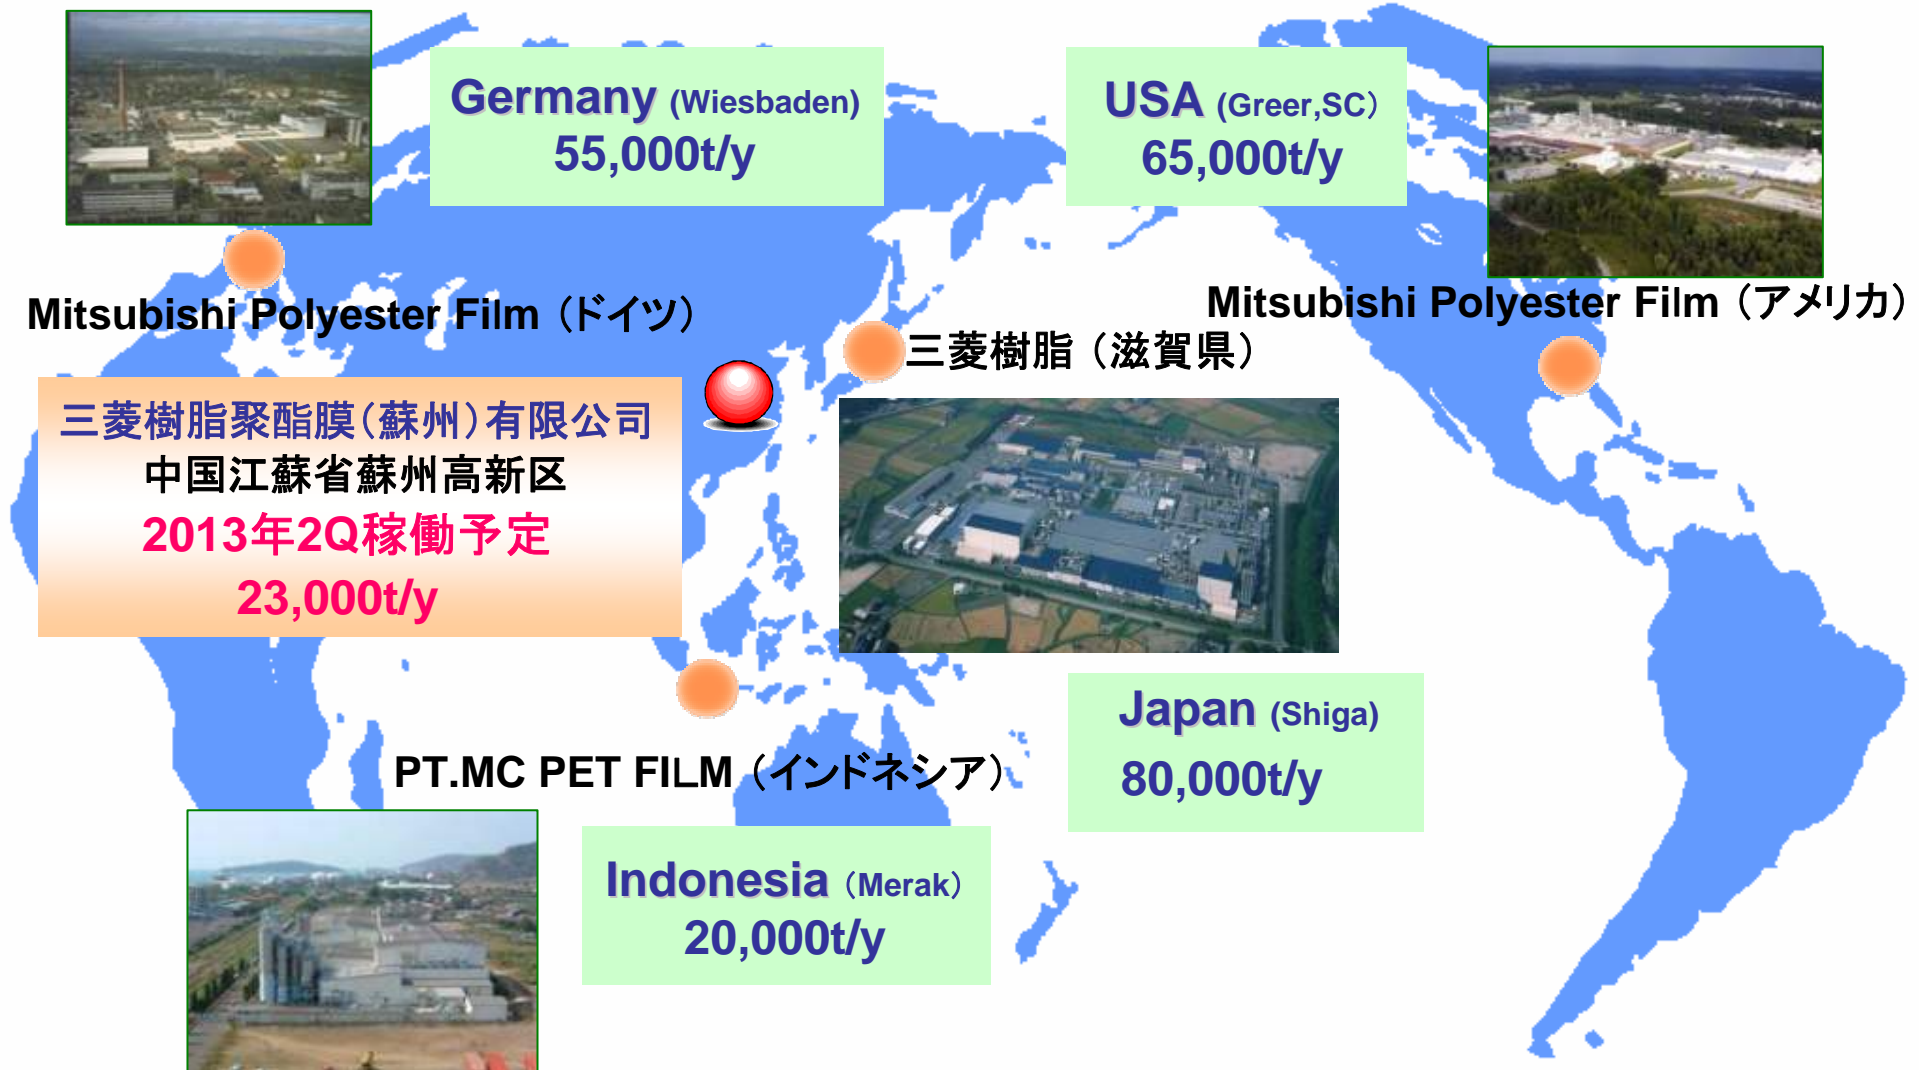 Germany (Wiesbaden)
55,000t/y
USA (Greer,SC）
65,000t/y
Mitsubishi Polyester Film（ドイツ）
Mitsubishi Polyester Film（アメリカ）
三菱樹脂（滋賀県）
三菱樹脂聚酯膜（蘇州）有限公司
中国江蘇省蘇州高新区
2013年2Q稼働予定
23,000t/y
Japan (Shiga)
80,000t/y
PT.MC PET FILM（インドネシア）
Indonesia（Merak）
20,000t/y